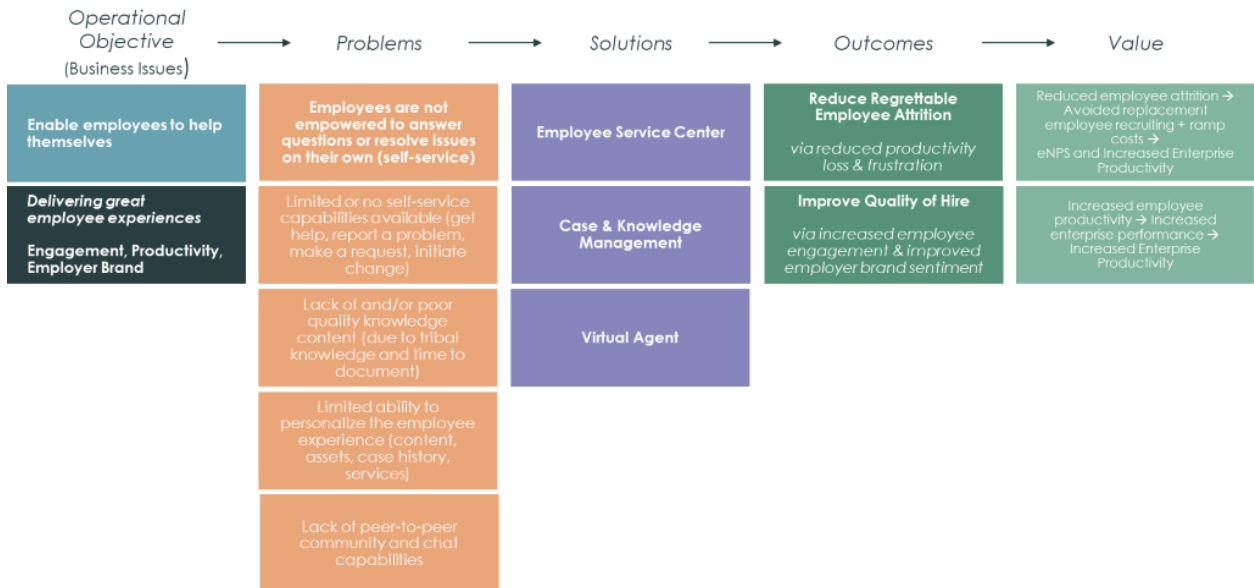 Operational
Objective
(Business Issues)
Problems
Solutions
Outcomes
Value
Enable employees to help
themselves
Delivering great
employee experiences
Engagement, Productivity,
Employer Brand
Employees are not
empowered to answer
questions or resolve issues
on their own (self-service)
Limited or no self-service
capabilities available (get
help, report a problem,
make a request, initiate
change)
Lack of and/or poor
quality knowledge
content (due to tribal
knowledge and time to
document)
Limited ability to
personalize the employee
experience (content,
assets, case history,
services)
Lack of peer-to-peer
community and chat
capabilities
Employee Service Center
Case & Knowledge
Management
Virtual Agent
Reduce Regrettable
Employee Attrition
via reduced productivity
loss & frustration
Improve Quality of Hire
via increased employee
engagement & improved
employer brand sentiment
Reduced employee attrition →
Avoided replacement
employee recruiting + ramp
costs →
eNPS and Increased Enterprise
Productivity
Increased employee
productivity → Increased
enterprise performance →
Increased Enterprise
Productivity